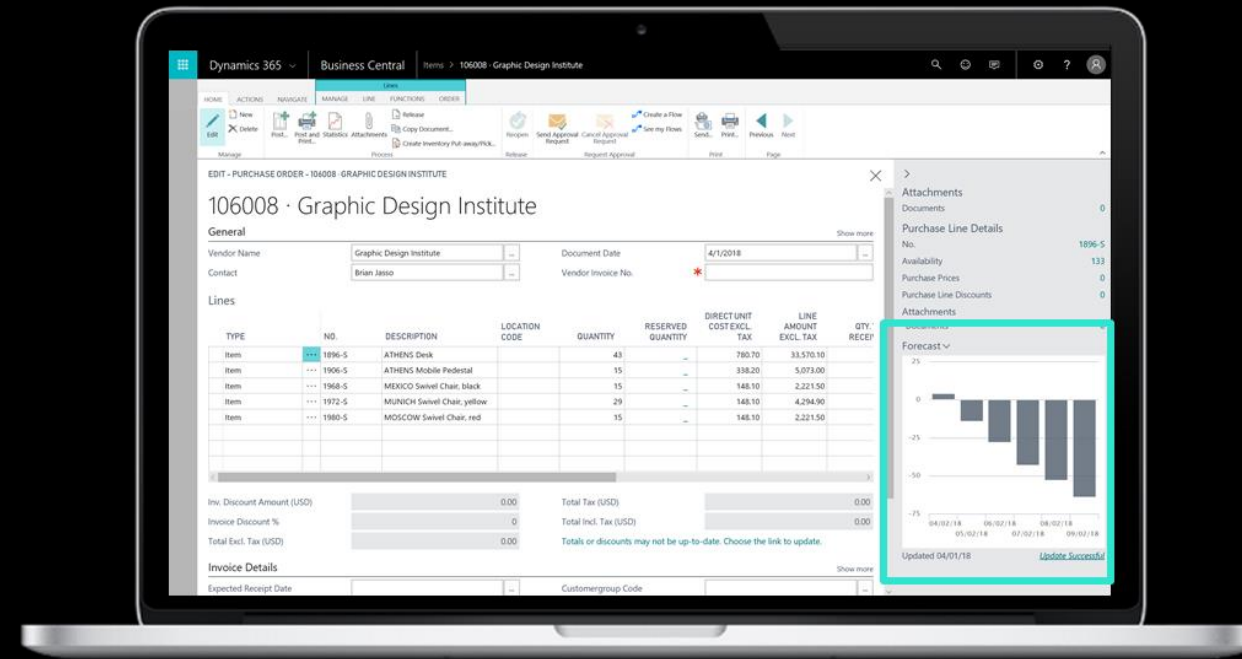 Dynamics 365 Business Central Items > 106008 · Graphic Design Institute ?
Lines
HOME ACTIONS NAVIGATE MANAGE LINE FUNCTIONS ORDER
Edit New Delete Post... Post and Print... Statistics Attachments Release Copy Document... Create Inventory Put-away/Pick... Reopen Send Approval Request Cancel Approval Request Create a Flow See my Flows Send... Print... Previous Next
Manage Process Release Request Approval Print Page
EDIT - PURCHASE ORDER - 106008 · GRAPHIC DESIGN INSTITUTE
106008 · Graphic Design Institute
General Show more
Vendor Name Graphic Design Institute ... Document Date 4/1/2018 ...
Contact Brian Jasso ... Vendor Invoice No. *
Lines
TYPE NO. DESCRIPTION LOCATION CODE QUANTITY RESERVED QUANTITY DIRECT UNIT COST EXCL. TAX LINE AMOUNT EXCL. TAX QTY.
Item ... 1896-S ATHENS Desk 43 _ 780.70 33,570.10
Item ... 1906-S ATHENS Mobile Pedestal 15 _ 338.20 5,073.00
Item ... 1968-S MEXICO Swivel Chair, black 15 _ 148.10 2,221.50
Item ... 1972-S MUNICH Swivel Chair, yellow 29 _ 148.10 4,294.90
Item ... 1980-S MOSCOW Swivel Chair, red 15 _ 148.10 2,221.50
Inv. Discount Amount (USD) 0.00 Total Tax (USD) 0.00
Invoice Discount % 0 Total Incl. Tax (USD) 0.00
Total Excl. Tax (USD) 0.00 Totals or discounts may not be up-to-date. Choose the link to update.
Invoice Details Show more
Expected Receipt Date ... Customergroup Code ...
Attachments
Documents 0
Purchase Line Details
No. 1896-S
Availability 133
Purchase Prices 0
Purchase Line Discounts 0
Attachments
Documents
Forecast
25
0
-25
-50
-75
04/02/18 06/02/18 08/02/18
05/02/18 07/02/18 09/02/18
Updated 04/01/18 Update Successful